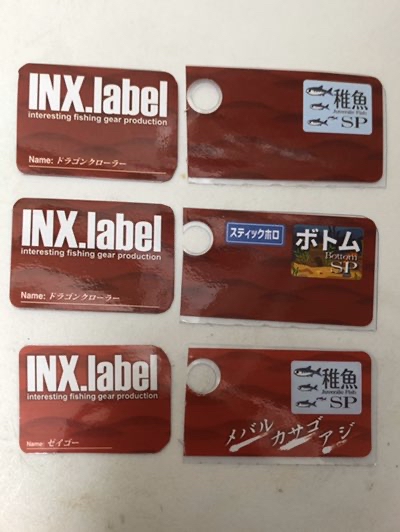 INX.label
interesting fishing gear production
Name: ドラゴンクローラー
稚魚
Juvenile Fish
SP
INX.label
interesting fishing gear production
Name: ドラゴンクローラー
スティックホロ
ボトム
Bottom
SP
INX.label
interesting fishing gear production
Name: ゼイゴー
稚魚
Juvenile Fish
SP
メバル カサゴ アジ